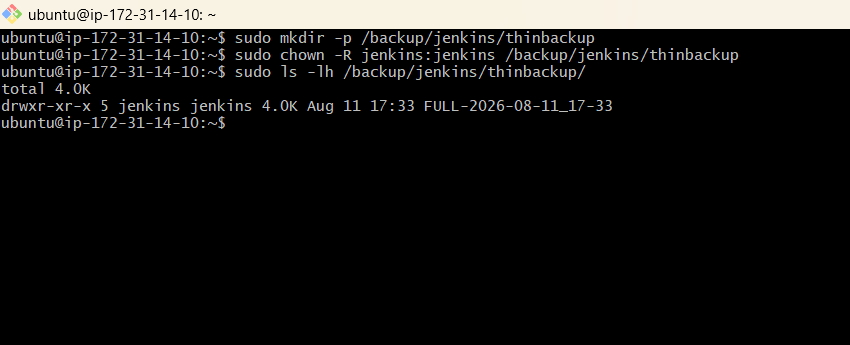 ubuntu@ip-172-31-14-10: ~
ubuntu@ip-172-31-14-10:~$ sudo mkdir -p /backup/jenkins/thinbackup
ubuntu@ip-172-31-14-10:~$ sudo chown -R jenkins:jenkins /backup/jenkins/thinbackup
ubuntu@ip-172-31-14-10:~$ sudo ls -lh /backup/jenkins/thinbackup/
total 4.0K
drwxr-xr-x 5 jenkins jenkins 4.0K Aug 11 17:33 FULL-2026-08-11_17-33
ubuntu@ip-172-31-14-10:~$